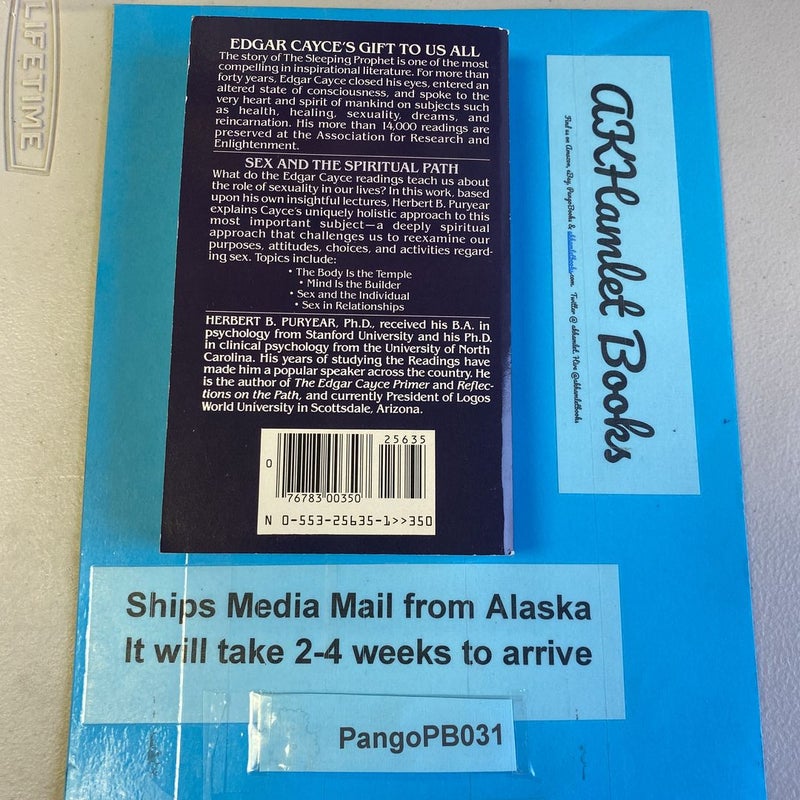 LIFETIME
EDGAR CAYCE'S GIFT TO US ALL
The story of The Sleeping Prophet is one of the most
compelling in inspirational literature. For more than
forty years, Edgar Cayce closed his eyes, entered an
altered state of consciousness, and spoke to the
very heart and spirit of mankind on subjects such
as health, healing, sexuality, dreams, and
reincarnation. His more than 14,000 readings are
preserved at the Association for Research and
Enlightenment.
SEX AND THE SPIRITUAL PATH
What do the Edgar Cayce readings teach us about
the role of sexuality in our lives? In this work, based
upon his own insightful lectures, Herbert B. Puryear
explains Cayce's uniquely holistic approach to this
most important subject—a deeply spiritual
approach that challenges us to reexamine our
purposes, attitudes, choices, and activities regard-
ing sex. Topics include:
• The Body Is the Temple
• Mind Is the Builder
• Sex and the Individual
• Sex in Relationships
HERBERT B. PURYEAR, Ph.D., received his B.A. in
psychology from Stanford University and his Ph.D.
in clinical psychology from the University of North
Carolina. His years of studying the Readings have
made him a popular speaker across the country. He
is the author of The Edgar Cayce Primer and Reflec-
tions on the Path, and currently President of Logos
World University in Scottsdale, Arizona.
25635
0
76783 00350
N 0-553-25635-1>>350
AKHamlet Books
Find us on Amazon, eBay, PangoBooks & akhamletbooks.com. Twitter @ akhamlet. Hive @akhamletbooks
Ships Media Mail from Alaska
It will take 2-4 weeks to arrive
PangoPB031